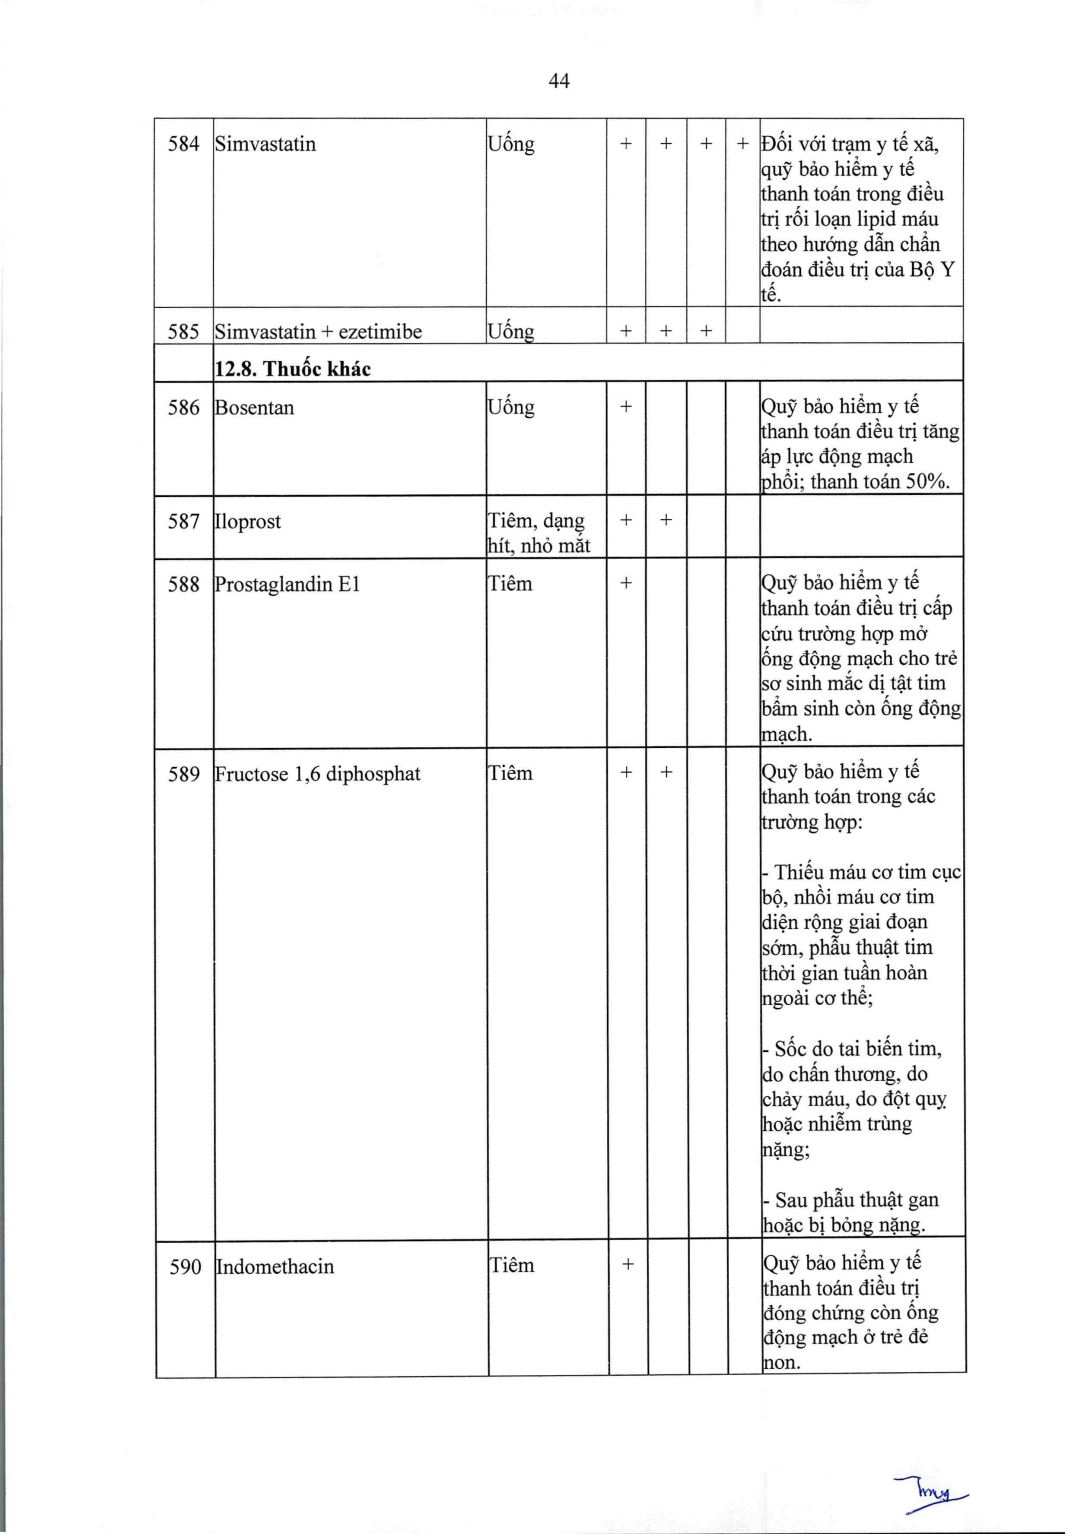 44
584 Simvastatin Uống + + + + Đối với trạm y tế xã,
quỹ bảo hiểm y tế
thanh toán trong điều
trị rối loạn lipid máu
theo hướng dẫn chẩn
đoán điều trị của Bộ Y
tế.
585 Simvastatin + ezetimibe Uống + + +
12.8. Thuốc khác
586 Bosentan Uống + Quỹ bảo hiểm y tế
thanh toán điều trị tăng
áp lực động mạch
phổi; thanh toán 50%.
587 Iloprost Tiêm, dạng + +
hít, nhỏ mắt
588 Prostaglandin E1 Tiêm + Quỹ bảo hiểm y tế
thanh toán điều trị cấp
cứu trường hợp mở
ống động mạch cho trẻ
sơ sinh mắc dị tật tim
bẩm sinh còn ống động
mạch.
589 Fructose 1,6 diphosphat Tiêm + + Quỹ bảo hiểm y tế
thanh toán trong các
trường hợp:
- Thiếu máu cơ tim cục
bộ, nhồi máu cơ tim
diện rộng giai đoạn
sớm, phẫu thuật tim
thời gian tuần hoàn
ngoài cơ thể;
- Sốc do tai biến tim,
do chấn thương, do
chảy máu, do đột quỵ
hoặc nhiễm trùng
nặng;
- Sau phẫu thuật gan
hoặc bị bỏng nặng.
590 Indomethacin Tiêm + Quỹ bảo hiểm y tế
thanh toán điều trị
đóng chứng còn ống
động mạch ở trẻ đẻ
non.